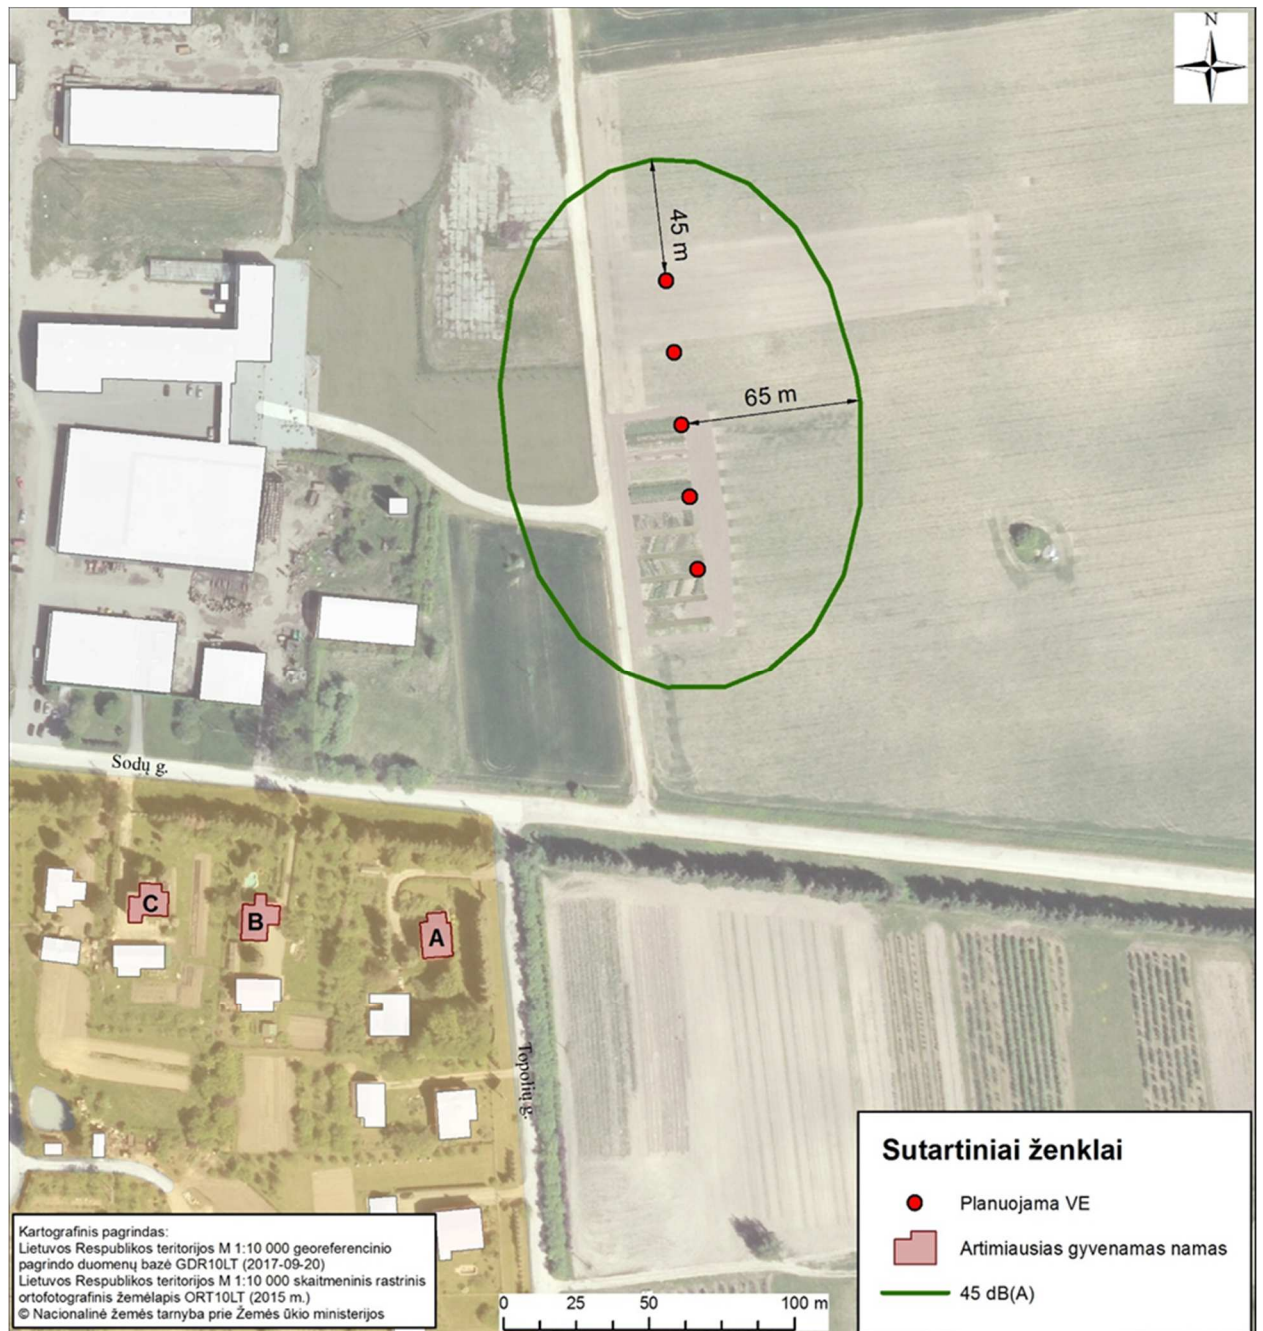 N
45 m
65 m
Sodų g.
C
B
A
Topolių g.
Sutartiniai ženklai
Planuojama VE
Artimiausias gyvenamas namas
45 dB(A)
Kartografinis pagrindas:
Lietuvos Respublikos teritorijos M 1:10 000 georeferencinio
pagrindo duomenų bazė GDR10LT (2017-09-20)
Lietuvos Respublikos teritorijos M 1:10 000 skaitmeninis rastrinis
ortofotografinis žemėlapis ORT10LT (2015 m.)
© Nacionalinė žemės tarnyba prie Žemės ūkio ministerijos
0 25 50 100 m